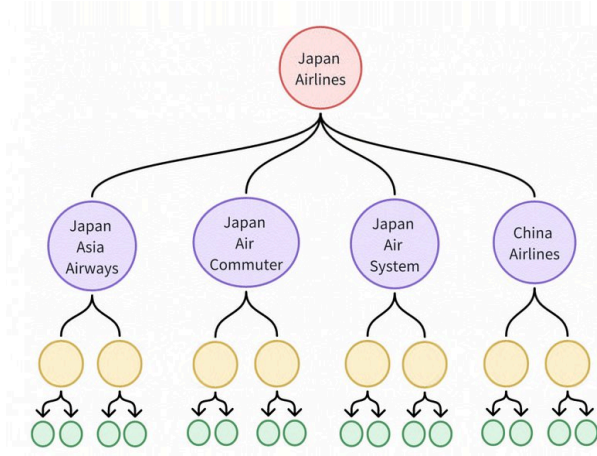 Japan
Airlines
Japan
Asia
Airways
Japan
Air
Commuter
Japan
Air
System
China
Airlines